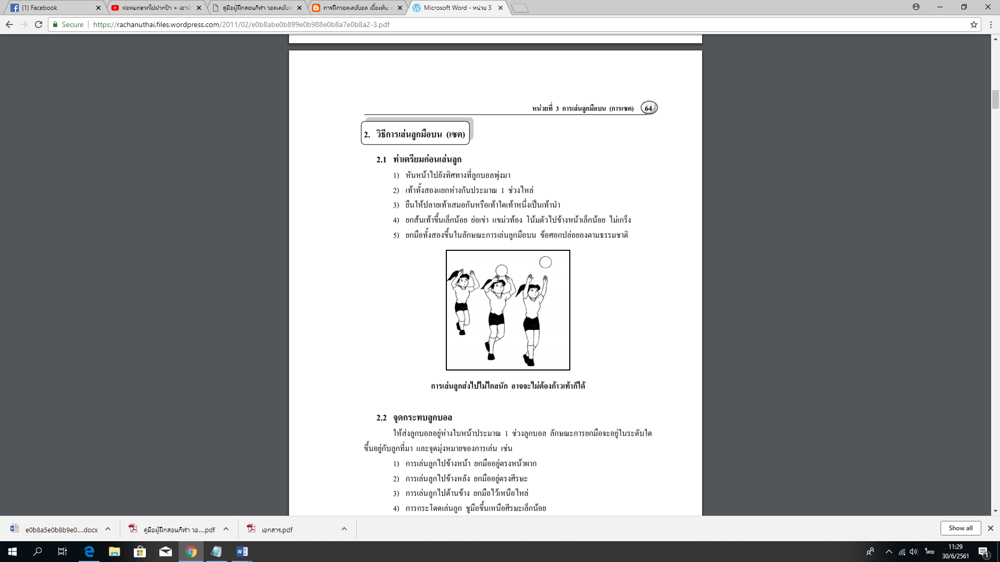 (1) Facebook
ห่อหมกฮวกไปฝากป้า + เอาน้
คู่มือผู้ฝึกสอนกีฬา วอลเลย์บอ
การฝึกวอลเลย์บอล เบื้องต้น:
Microsoft Word - หน่วย 3
Secure
https://rachanuthai.files.wordpress.com/2011/02/e0b8abe0b899e0b988e0b8a7e0b8a2-3.pdf
หน่วยที่ 3 การเล่นลูกมือบน (การเซต) 64
2. วิธีการเล่นลูกมือบน (เซต)
2.1 ท่าเตรียมก่อนเล่นลูก
1) หันหน้าไปยังทิศทางที่ลูกบอลพุ่งมา
2) เท้าทั้งสองแยกห่างกันประมาณ 1 ช่วงไหล่
3) ยืนให้ปลายเท้าเสมอกันหรือเท้าใดเท้าหนึ่งเป็นเท้านำ
4) ยกส้นเท้าขึ้นเล็กน้อย ย่อเข่า แขม่วท้อง โน้มตัวไปข้างหน้าเล็กน้อย ไม่เกร็ง
5) ยกมือทั้งสองขึ้นในลักษณะการเล่นลูกมือบน ข้อศอกปล่อยลงตามธรรมชาติ
การเล่นลูกส่งไปไม่ไกลนัก อาจจะไม่ต้องก้าวเท้าก็ได้
2.2 จุดกระทบลูกบอล
ให้ส่งลูกบอลอยู่ห่างใบหน้าประมาณ 1 ช่วงลูกบอล ลักษณะการยกมือจะอยู่ในระดับใด
ขึ้นอยู่กับลูกที่มา และจุดมุ่งหมายของการเล่น เช่น
1) การเล่นลูกไปข้างหน้า ยกมืออยู่ตรงหน้าผาก
2) การเล่นลูกไปข้างหลัง ยกมืออยู่ตรงศีรษะ
3) การเล่นลูกไปด้านข้าง ยกมือไว้เหนือไหล่
4) การกระโดดเล่นลูก ชูมือขึ้นเหนือศีรษะเล็กน้อย
e0b8a5e0b8b9e0....docx
คู่มือผู้ฝึกสอนกีฬา วอ....pdf
เอกสาร.pdf
Show all
ไทย
11:29
30/6/2561
1